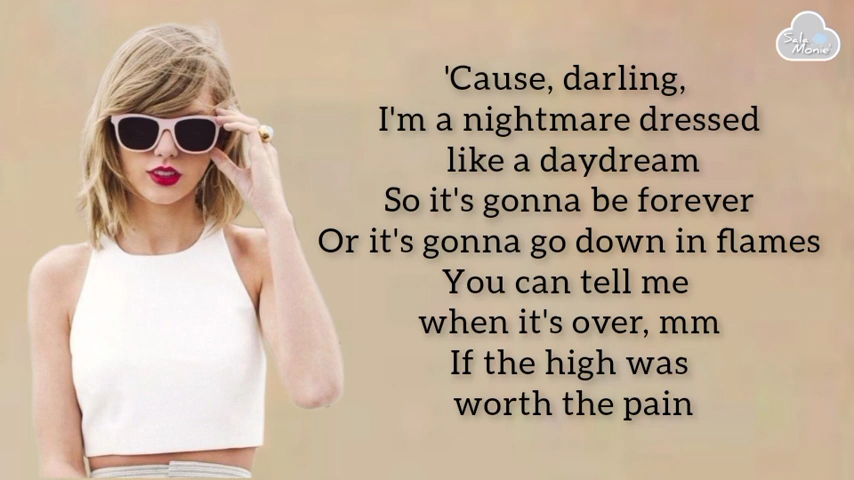 Sala
Monie'
'Cause, darling,
I'm a nightmare dressed
like a daydream
So it's gonna be forever
Or it's gonna go down in flames
You can tell me
when it's over, mm
If the high was
worth the pain